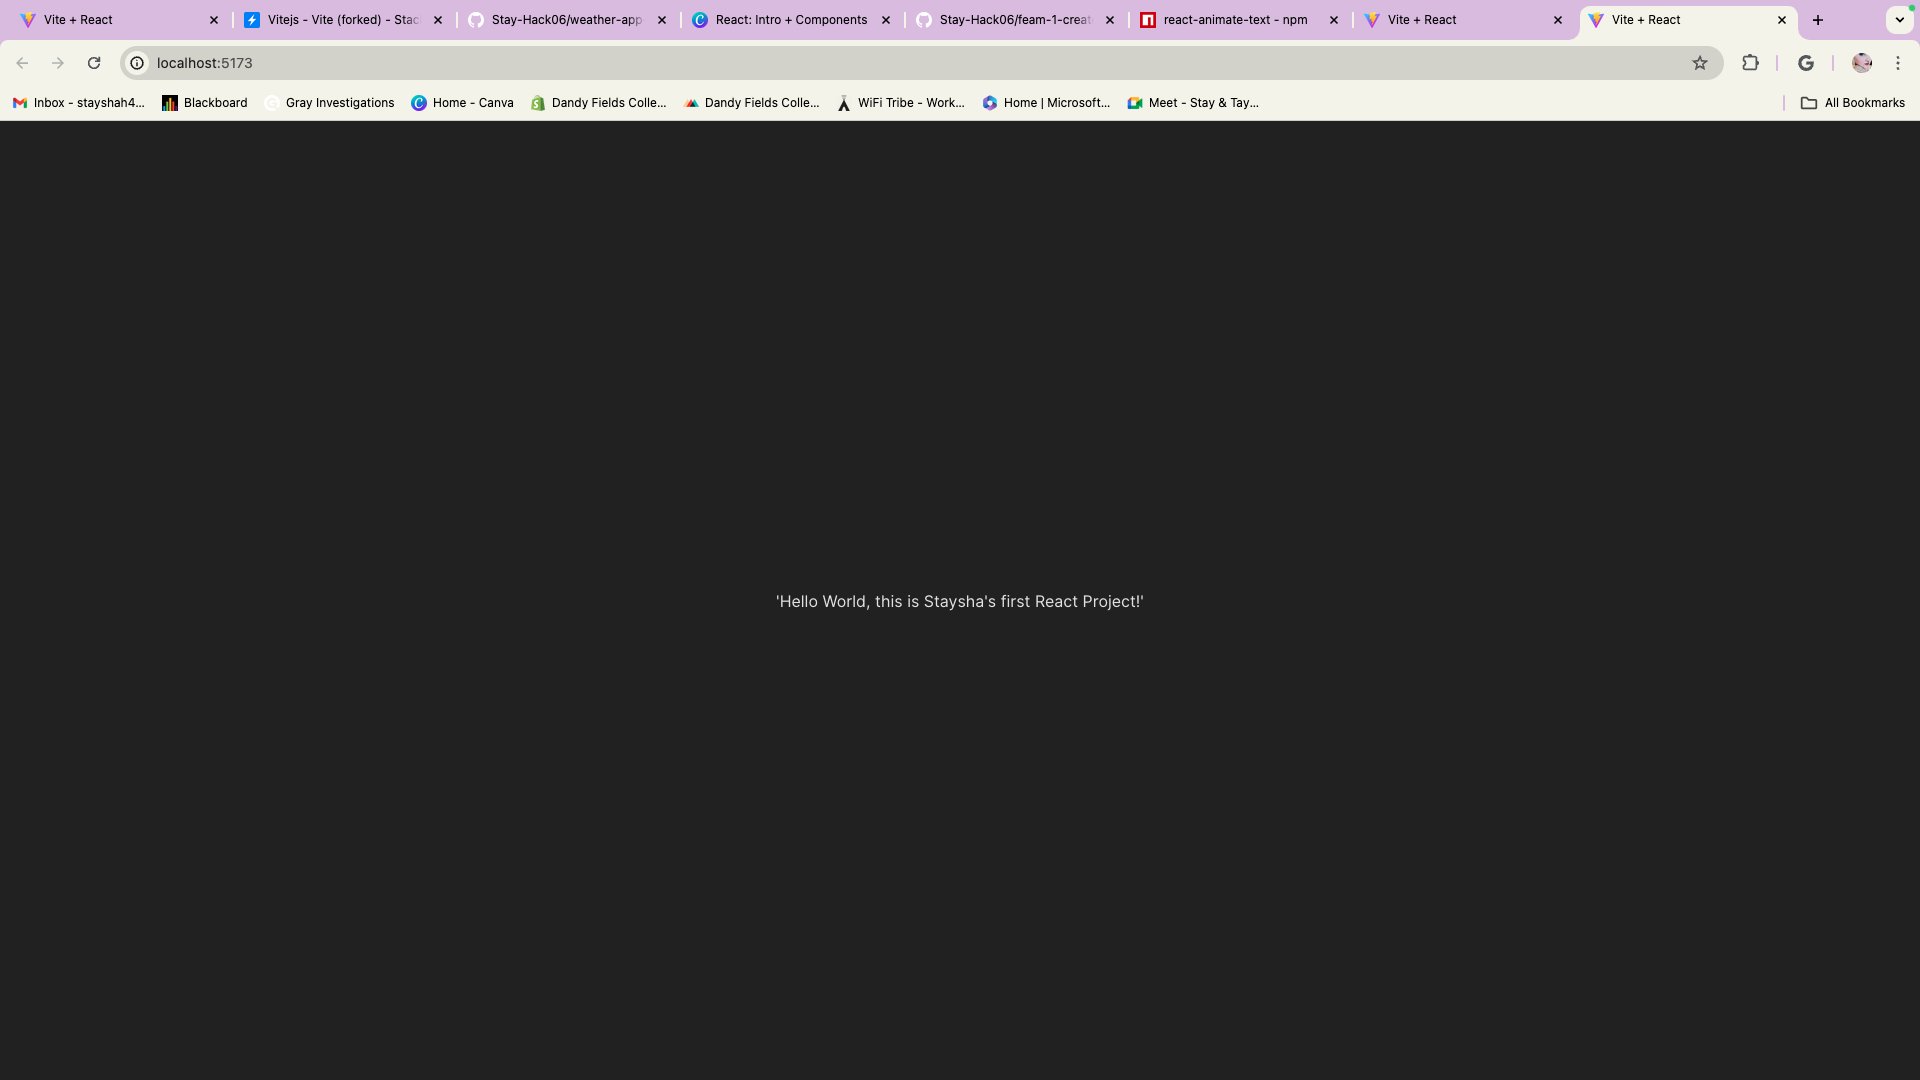 Vite + React
Vitejs - Vite (forked) - Stac
Stay-Hack06/weather-app
React: Intro + Components
Stay-Hack06/feam-1-creat
react-animate-text - npm
Vite + React
Vite + React
localhost:5173
Inbox - stayshah4...
Blackboard
Gray Investigations
Home - Canva
Dandy Fields Colle...
Dandy Fields Colle...
WiFi Tribe - Work...
Home | Microsoft...
Meet - Stay & Tay...
All Bookmarks
'Hello World, this is Staysha's first React Project!'